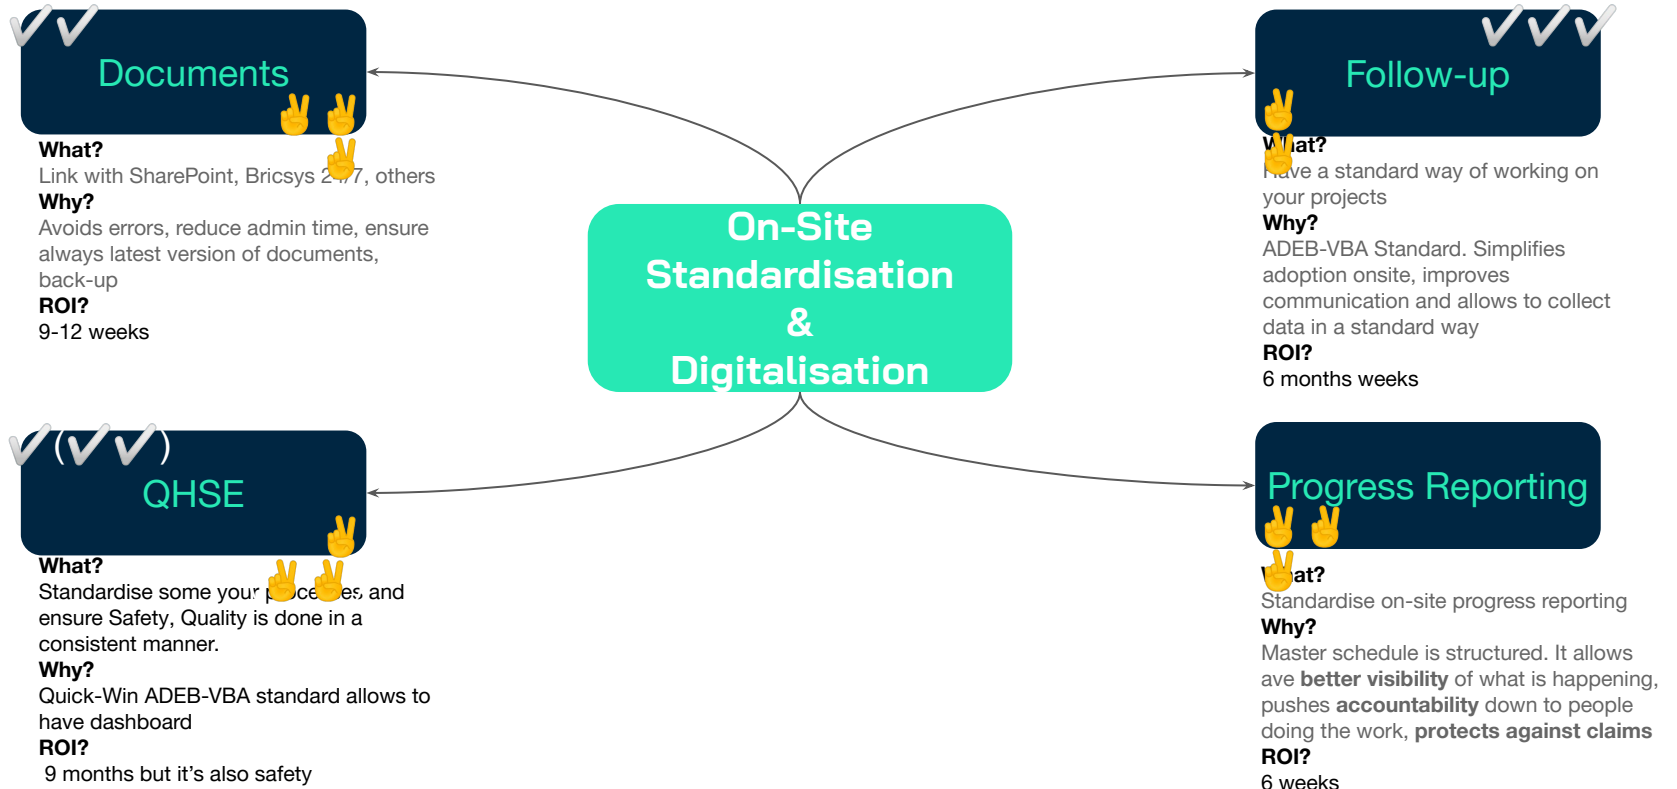 Documents
What?
Link with SharePoint, Bricsys 24/7, others
Why?
Avoids errors, reduce admin time, ensure
always latest version of documents,
back-up
ROI?
9-12 weeks
Follow-up
What?
Have a standard way of working on
your projects
Why?
ADEB-VBA Standard. Simplifies
adoption onsite, improves
communication and allows to collect
data in a standard way
ROI?
6 months weeks
On-Site
Standardisation
&
Digitalisation
( )
QHSE
What?
Standardise some your processes and
ensure Safety, Quality is done in a
consistent manner.
Why?
Quick-Win ADEB-VBA standard allows to
have dashboard
ROI?
9 months but it's also safety
Progress Reporting
What?
Standardise on-site progress reporting
Why?
Master schedule is structured. It allows
ave better visibility of what is happening,
pushes accountability down to people
doing the work, protects against claims
ROI?
6 weeks